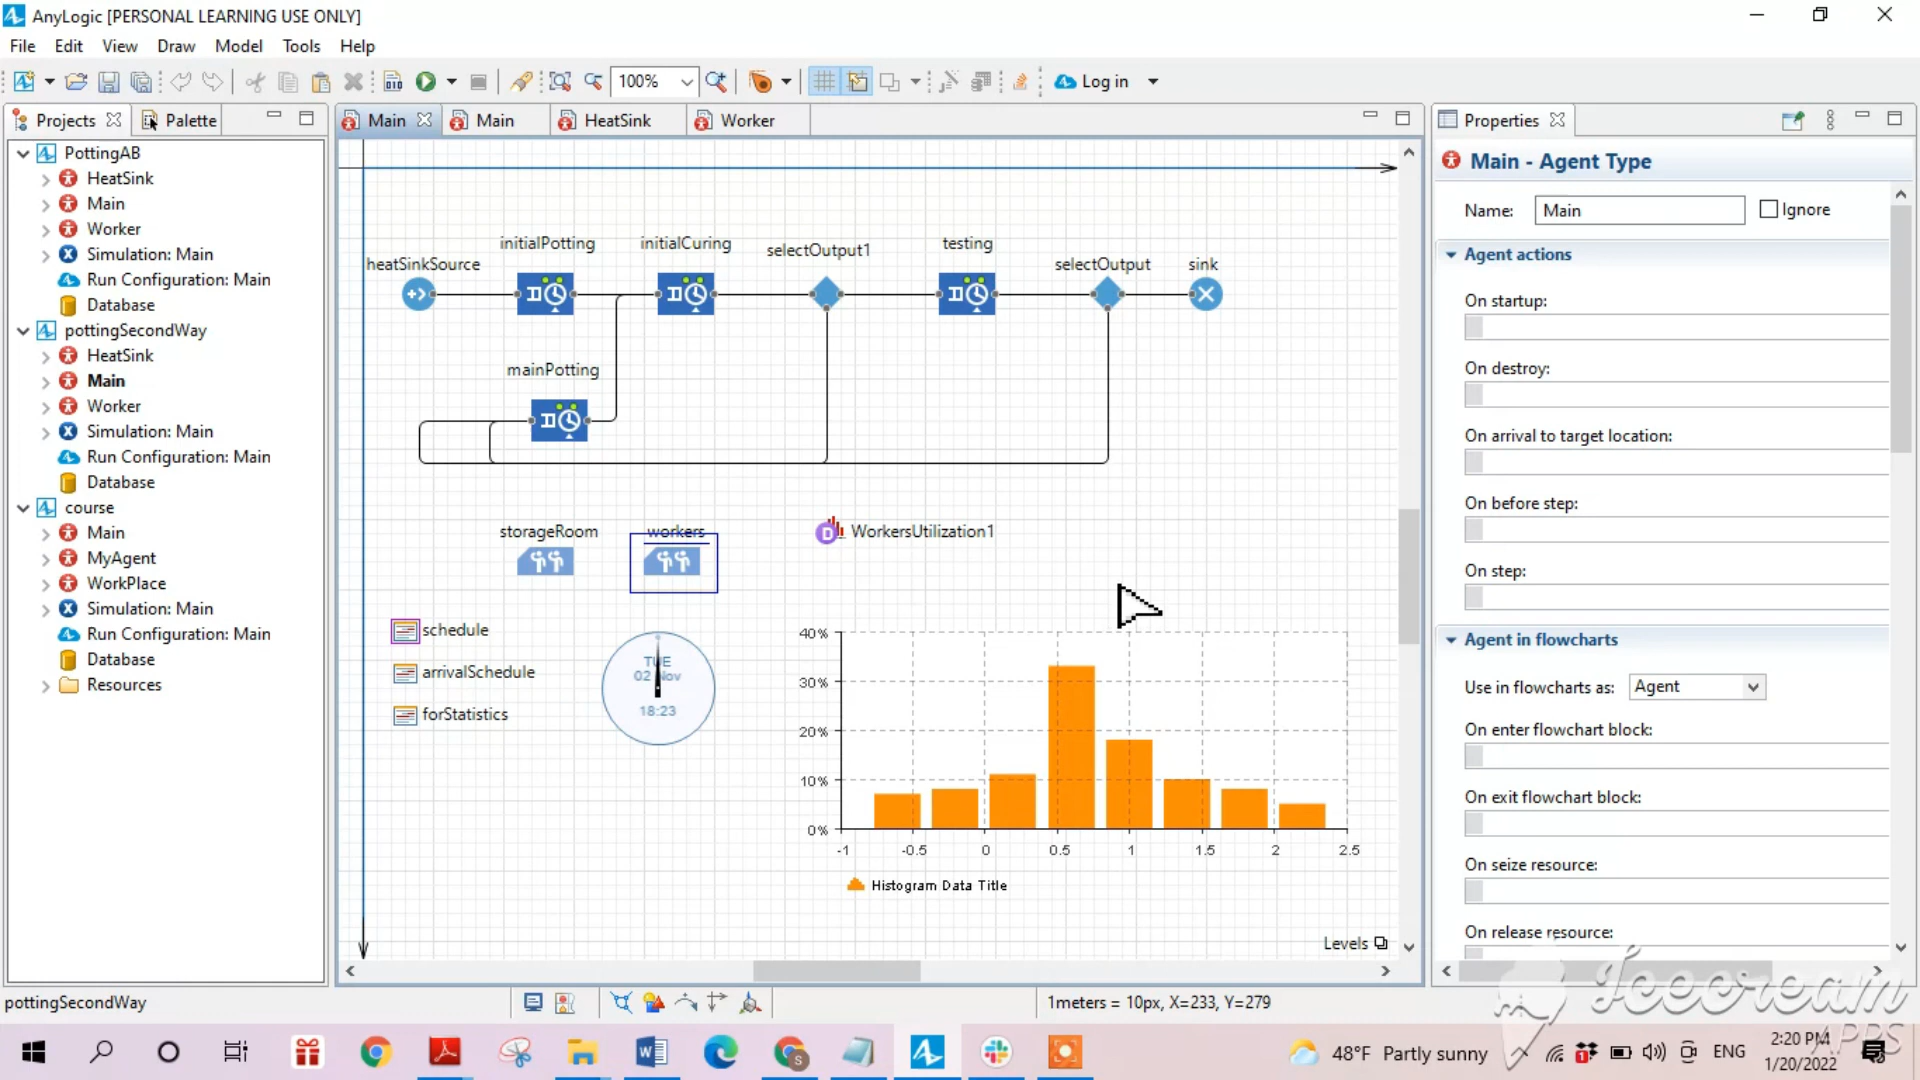 AnyLogic [PERSONAL LEARNING USE ONLY]
File Edit View Draw Model Tools Help
100%
Log in
Projects Palette
PottingAB
HeatSink
Main
Worker
Simulation: Main
Run Configuration: Main
Database
pottingSecondWay
HeatSink
Main
Worker
Simulation: Main
Run Configuration: Main
Database
course
Main
MyAgent
WorkPlace
Simulation: Main
Run Configuration: Main
Database
Resources
Main Main HeatSink Worker
initialPotting initialCuring selectOutput1 testing
heatSinkSource selectOutput sink
mainPotting
storageRoom workers WorkersUtilization1
schedule
arrivalSchedule
forStatistics
TUE
02 Nov
18:23
40%
30%
20%
10%
0%
-1 -0.5 0 0.5 1 1.5 2 2.5
Histogram Data Title
Levels
Properties
Main - Agent Type
Name: Main Ignore
Agent actions
On startup:
On destroy:
On arrival to target location:
On before step:
On step:
Agent in flowcharts
Use in flowcharts as: Agent
On enter flowchart block:
On exit flowchart block:
On seize resource:
On release resource:
pottingSecondWay
1meters = 10px, X=233, Y=279
Icecream
APPS
48°F Partly sunny
ENG
2:20 PM
1/20/2022